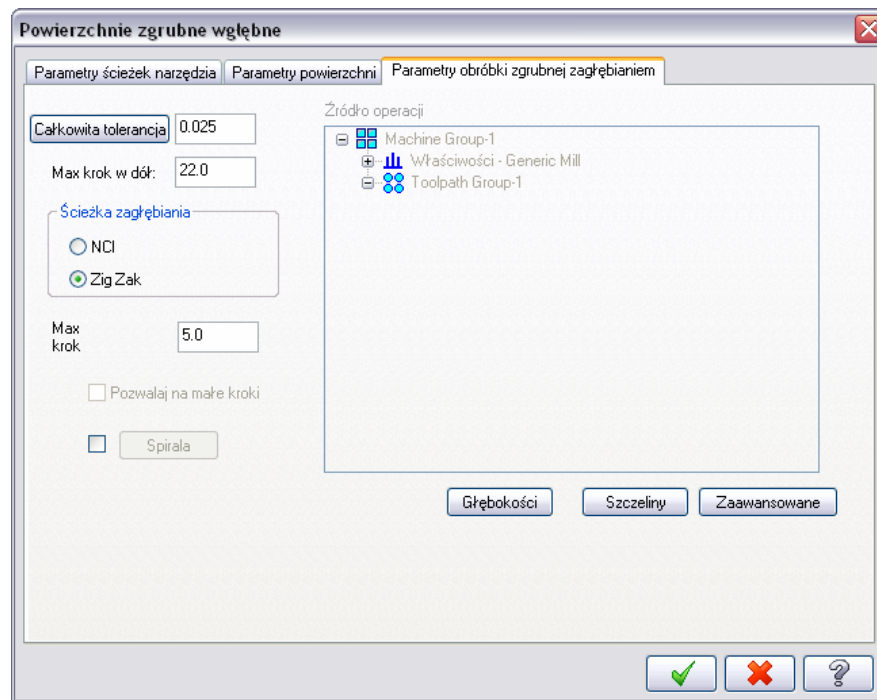 Powierzchnie zgrubne wgłębne
Parametry ścieżek narzędzia
Parametry powierzchni
Parametry obróbki zgrubnej zagłębianiem
Całkowita tolerancja
0.025
Max krok w dół:
22.0
Ścieżka zagłębiania
NCI
Zig Zak
Max
krok
5.0
Pozwalaj na małe kroki
Spirala
Źródło operacji
Machine Group-1
Właściwości - Generic Mill
Toolpath Group-1
Głębokości
Szczeliny
Zaawansowane